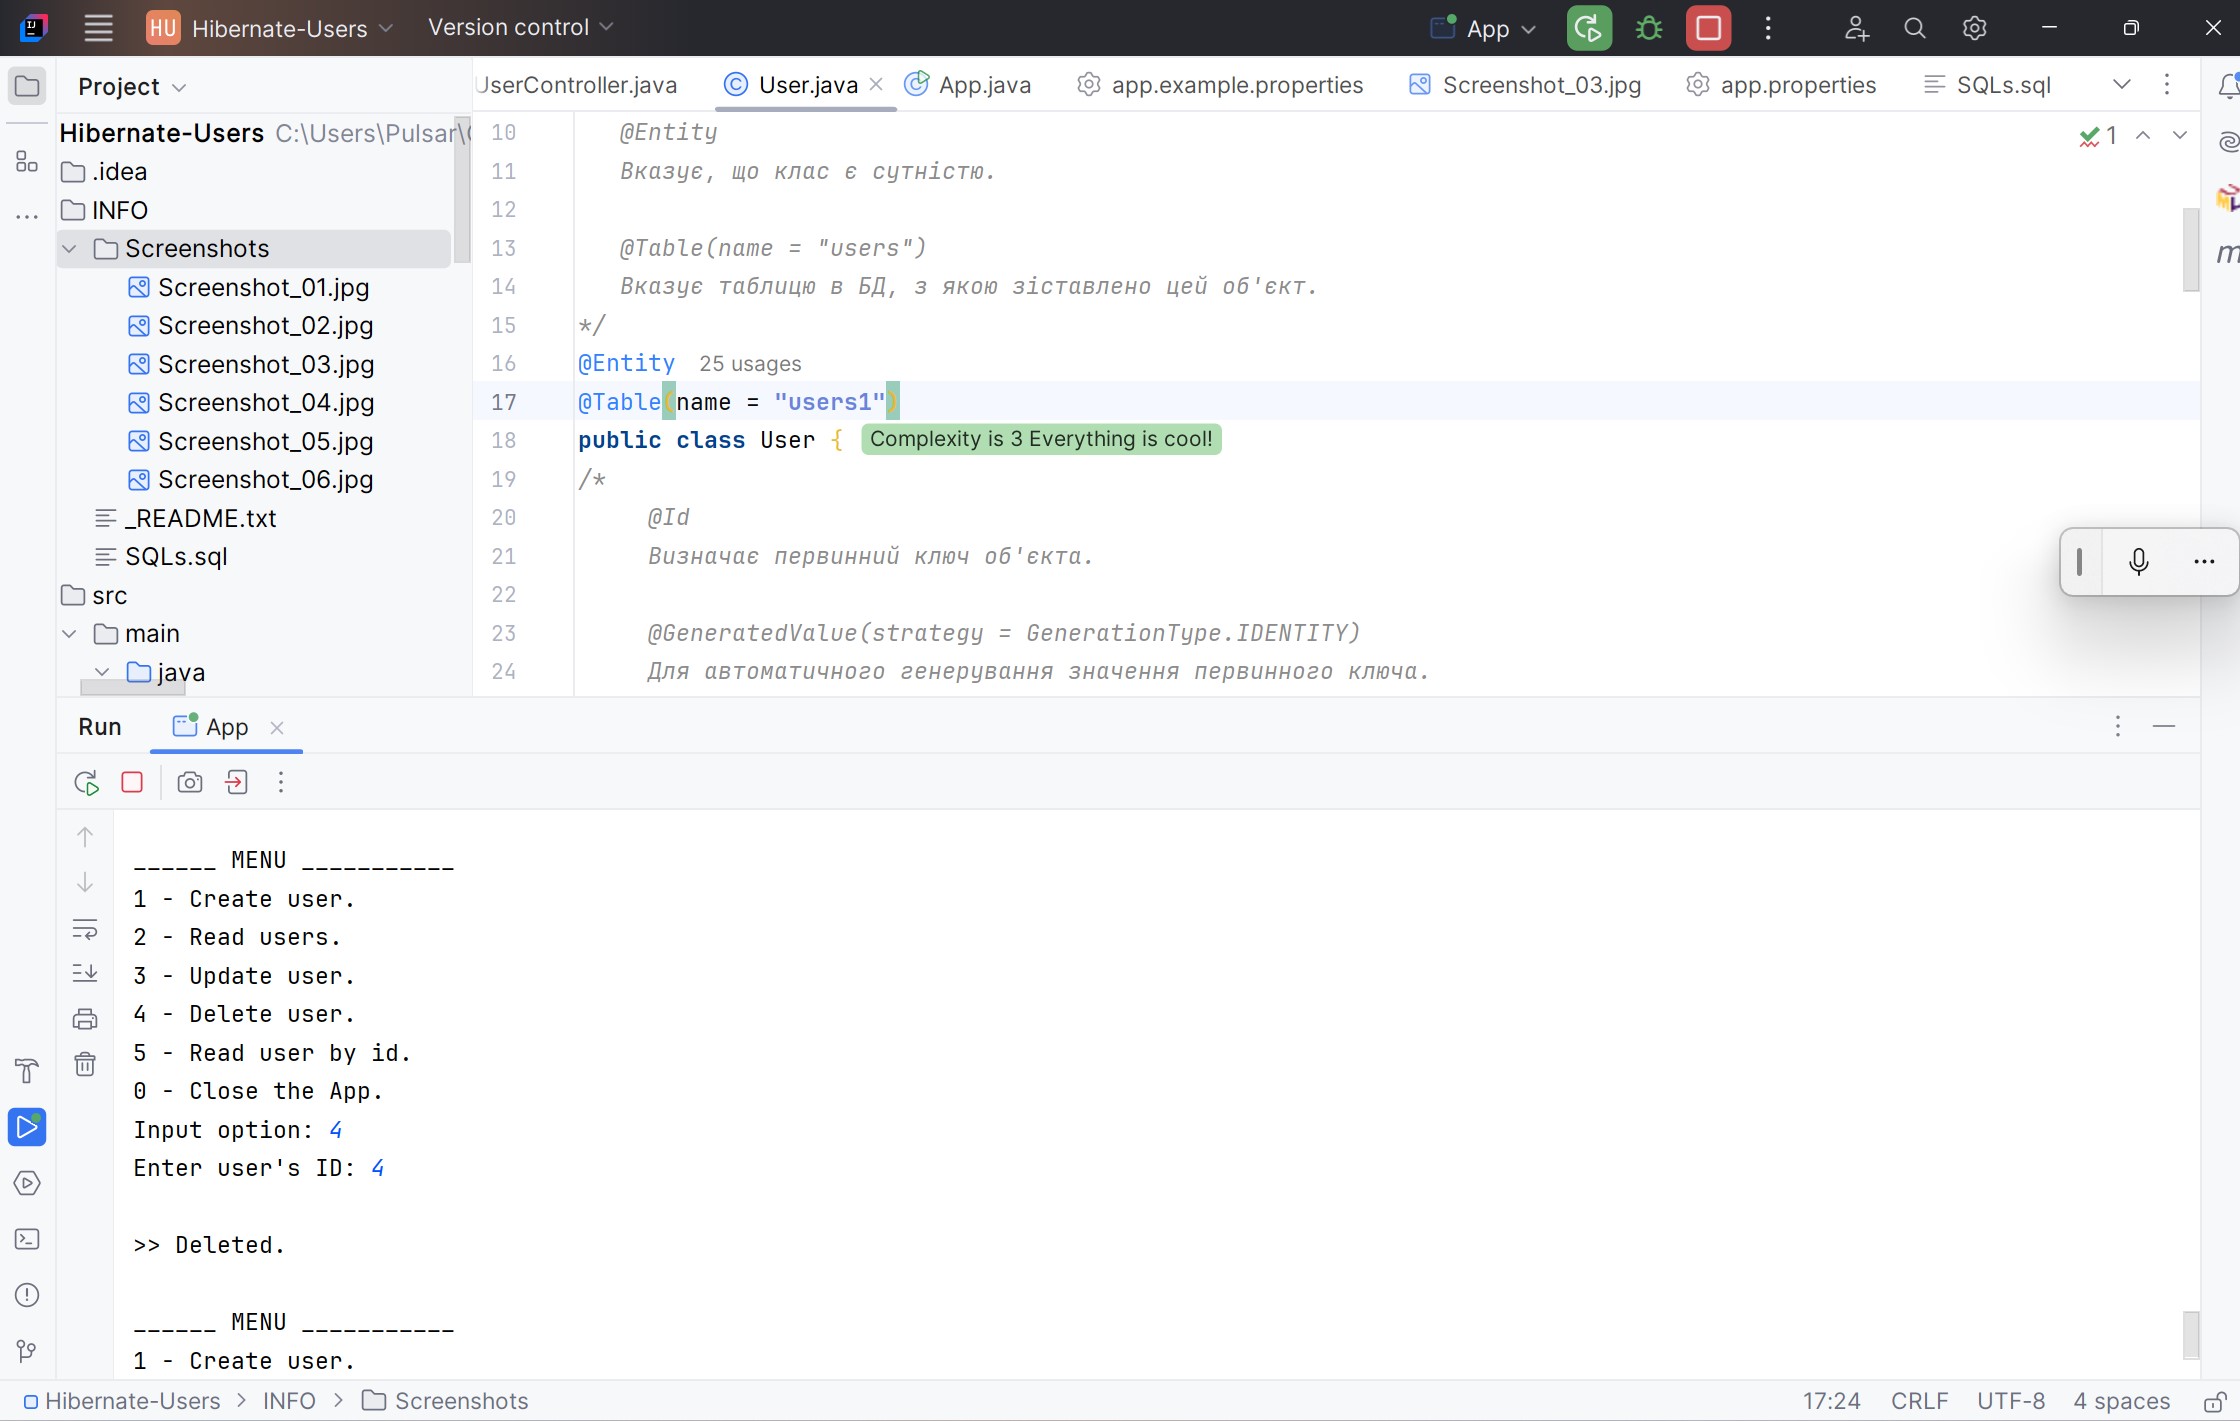 HU Hibernate-Users Version control App
Project
UserController.java User.java App.java app.example.properties Screenshot_03.jpg app.properties SQLs.sql
Hibernate-Users C:\Users\Pulsar\
.idea
INFO
Screenshots
Screenshot_01.jpg
Screenshot_02.jpg
Screenshot_03.jpg
Screenshot_04.jpg
Screenshot_05.jpg
Screenshot_06.jpg
_README.txt
SQLs.sql
src
main
java
10 @Entity
11 Вказує, що клас є сутністю.
12
13 @Table(name = "users")
14 Вказує таблицю в БД, з якою зіставлено цей об'єкт.
15 */
16 @Entity 25 usages
17 @Table(name = "users1")
18 public class User { Complexity is 3 Everything is cool!
19 /*
20 @Id
21 Визначає первинний ключ об'єкта.
22
23 @GeneratedValue(strategy = GenerationType.IDENTITY)
24 Для автоматичного генерування значення первинного ключа.
1
Run App
______ MENU ___________
1 - Create user.
2 - Read users.
3 - Update user.
4 - Delete user.
5 - Read user by id.
0 - Close the App.
Input option: 4
Enter user's ID: 4
>> Deleted.
______ MENU ___________
1 - Create user.
Hibernate-Users > INFO > Screenshots 17:24 CRLF UTF-8 4 spaces